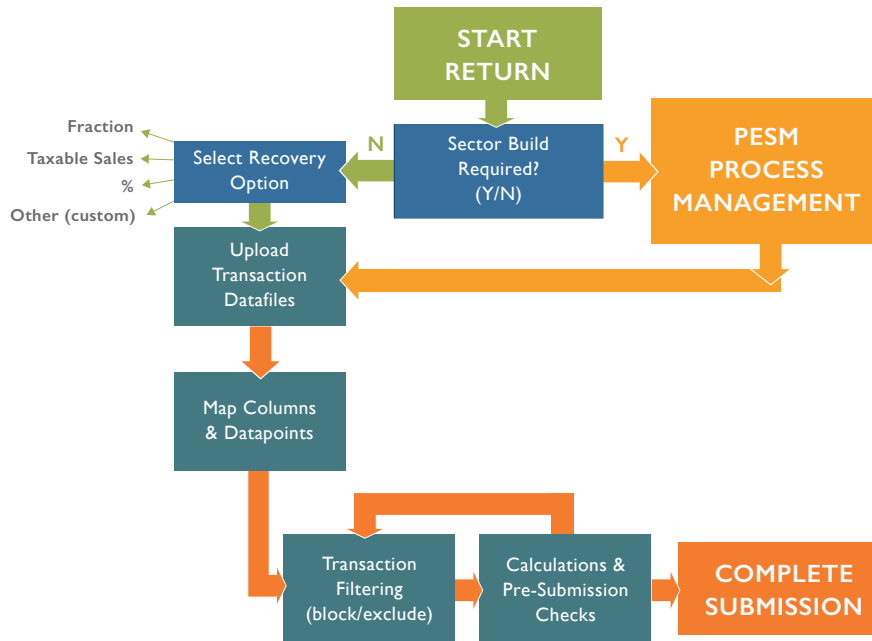 START
RETURN
Fraction
Taxable Sales
%
Other (custom)
Select Recovery
Option
N
Sector Build
Required?
(Y/N)
Y
PESM
PROCESS
MANAGEMENT
Upload
Transaction
Datafiles
Map Columns
& Datapoints
Transaction
Filtering
(block/exclude)
Calculations &
Pre-Submission
Checks
COMPLETE
SUBMISSION